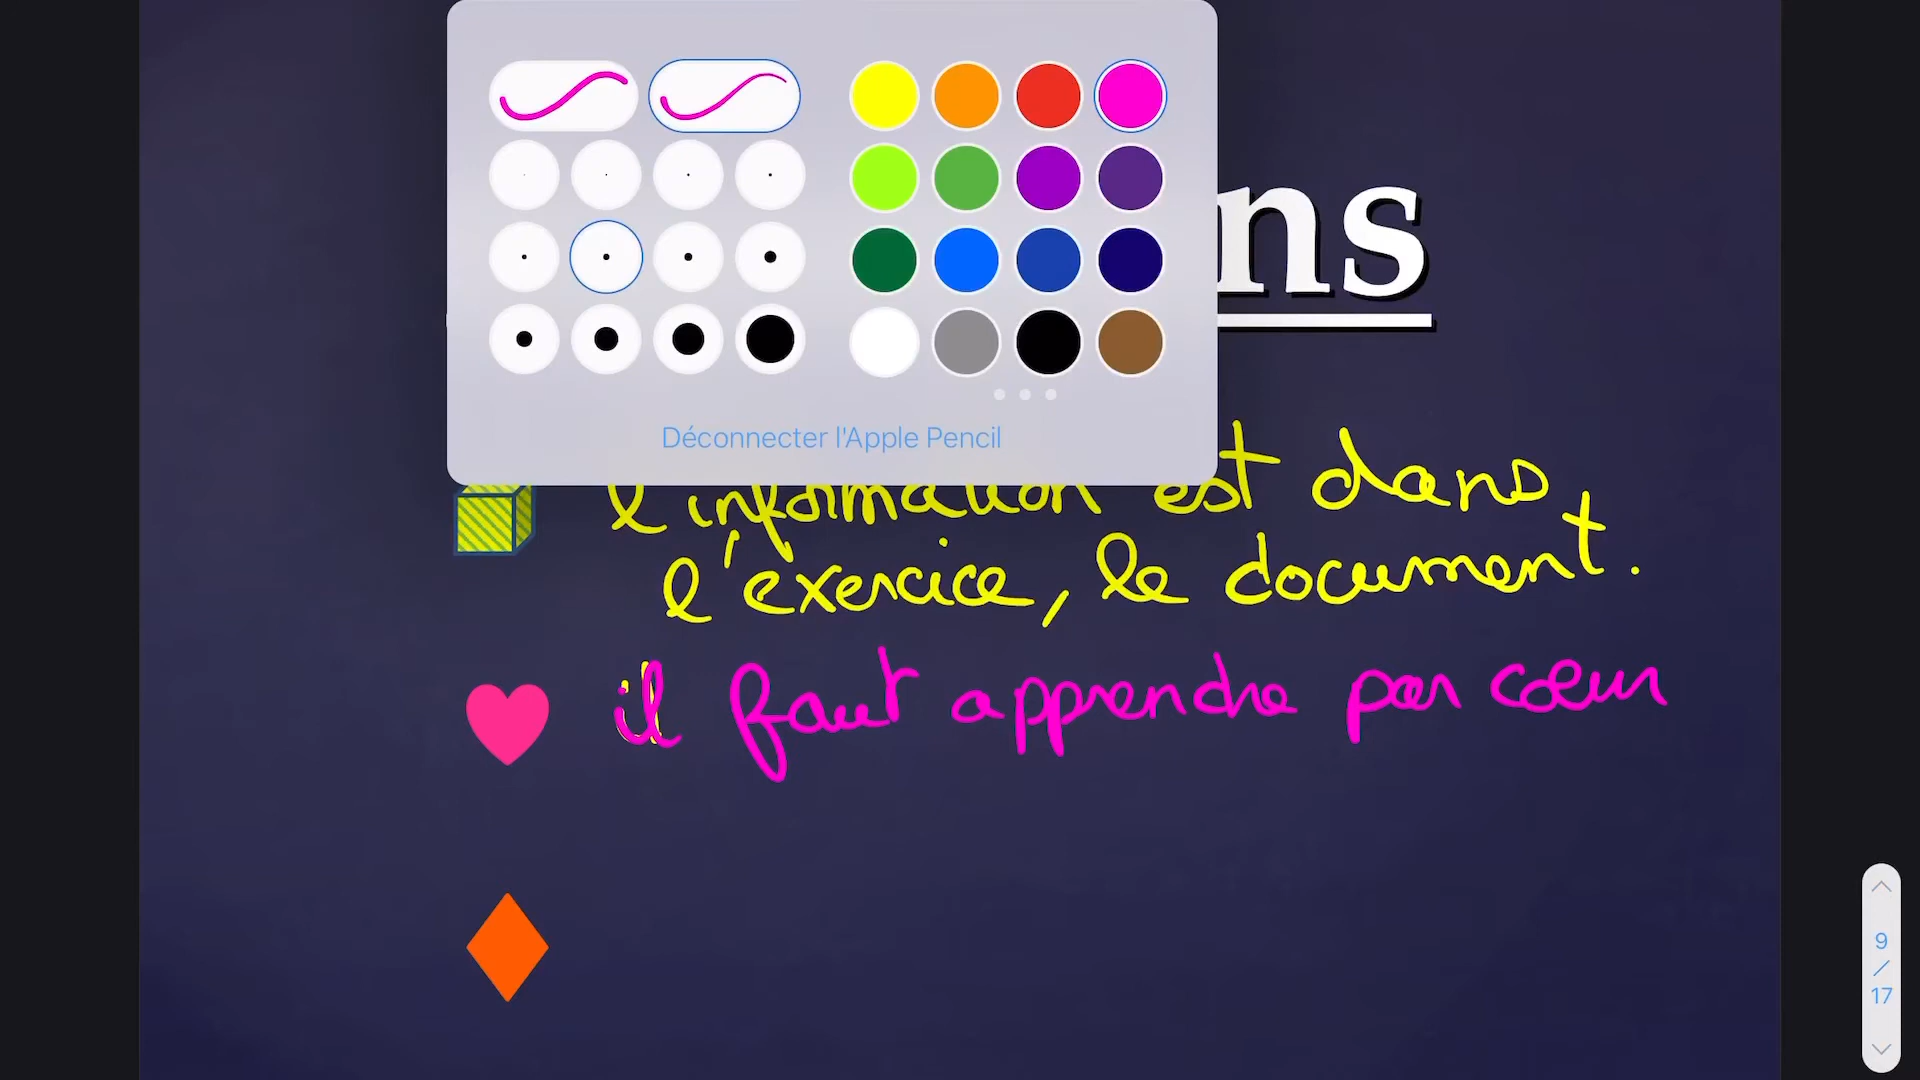 ns
Déconnecter l'Apple Pencil
l'information est dans
l'exercice, le document.
il faut apprendre par cœur
9
/
17